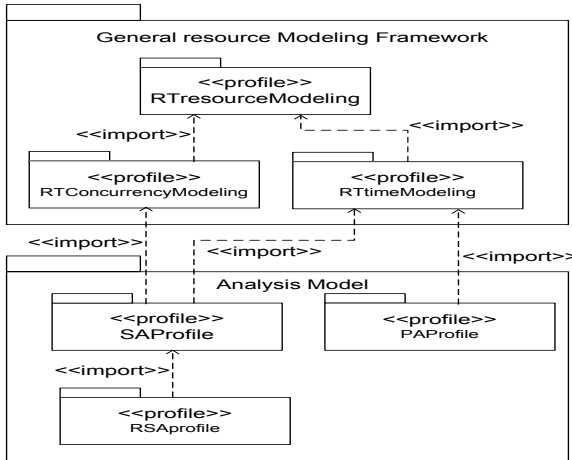 General resource Modeling Framework
<<profile>>
RTresourceModeling
<<import>>
<<import>>
<<profile>>
RTConcurrencyModeling
<<profile>>
RTtimeModeling
<<import>>
<<import>>
<<import>>
Analysis Model
<<profile>>
SAProfile
<<profile>>
PAProfile
<<import>>
<<profile>>
RSAprofile